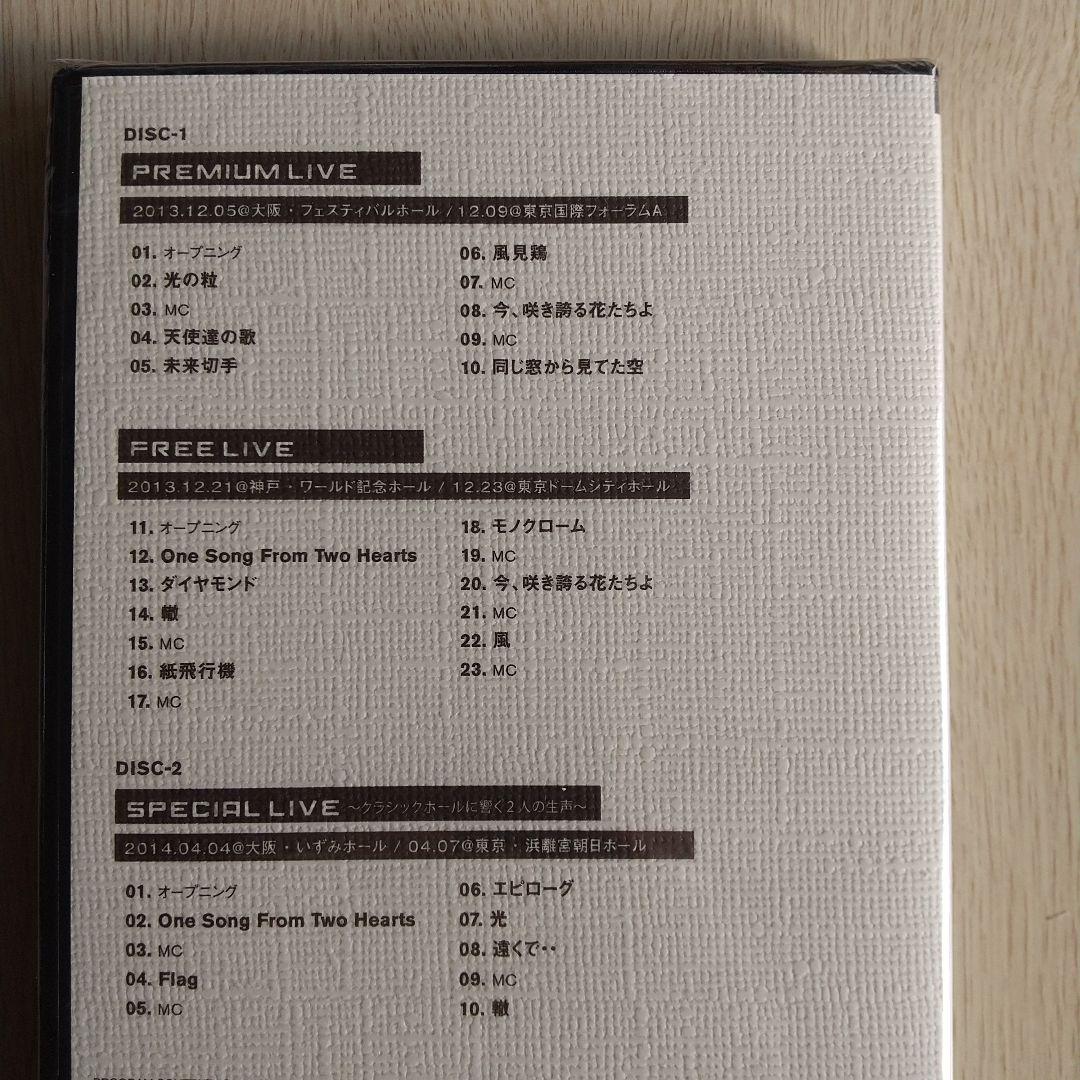 DISC-1
PREMIUM LIVE
2013.12.05@大阪・フェスティバルホール / 12.09@東京国際フォーラムA
01. オープニング
02. 光の粒
03. MC
04. 天使達の歌
05. 未来切手
06. 風見鶏
07. MC
08. 今、咲き誇る花たちよ
09. MC
10. 同じ窓から見てた空
FREE LIVE
2013.12.21@神戸・ワールド記念ホール / 12.23@東京ドームシティホール
11. オープニング
12. One Song From Two Hearts
13. ダイヤモンド
14. 轍
15. MC
16. 紙飛行機
17. MC
18. モノクローム
19. MC
20. 今、咲き誇る花たちよ
21. MC
22. 風
23. MC
DISC-2
SPECIAL LIVE ～クラシックホールに響く2人の生声～
2014.04.04@大阪・いずみホール / 04.07@東京・浜離宮朝日ホール
01. オープニング
02. One Song From Two Hearts
03. MC
04. Flag
05. MC
06. エピローグ
07. 光
08. 遠くで・・
09. MC
10. 轍